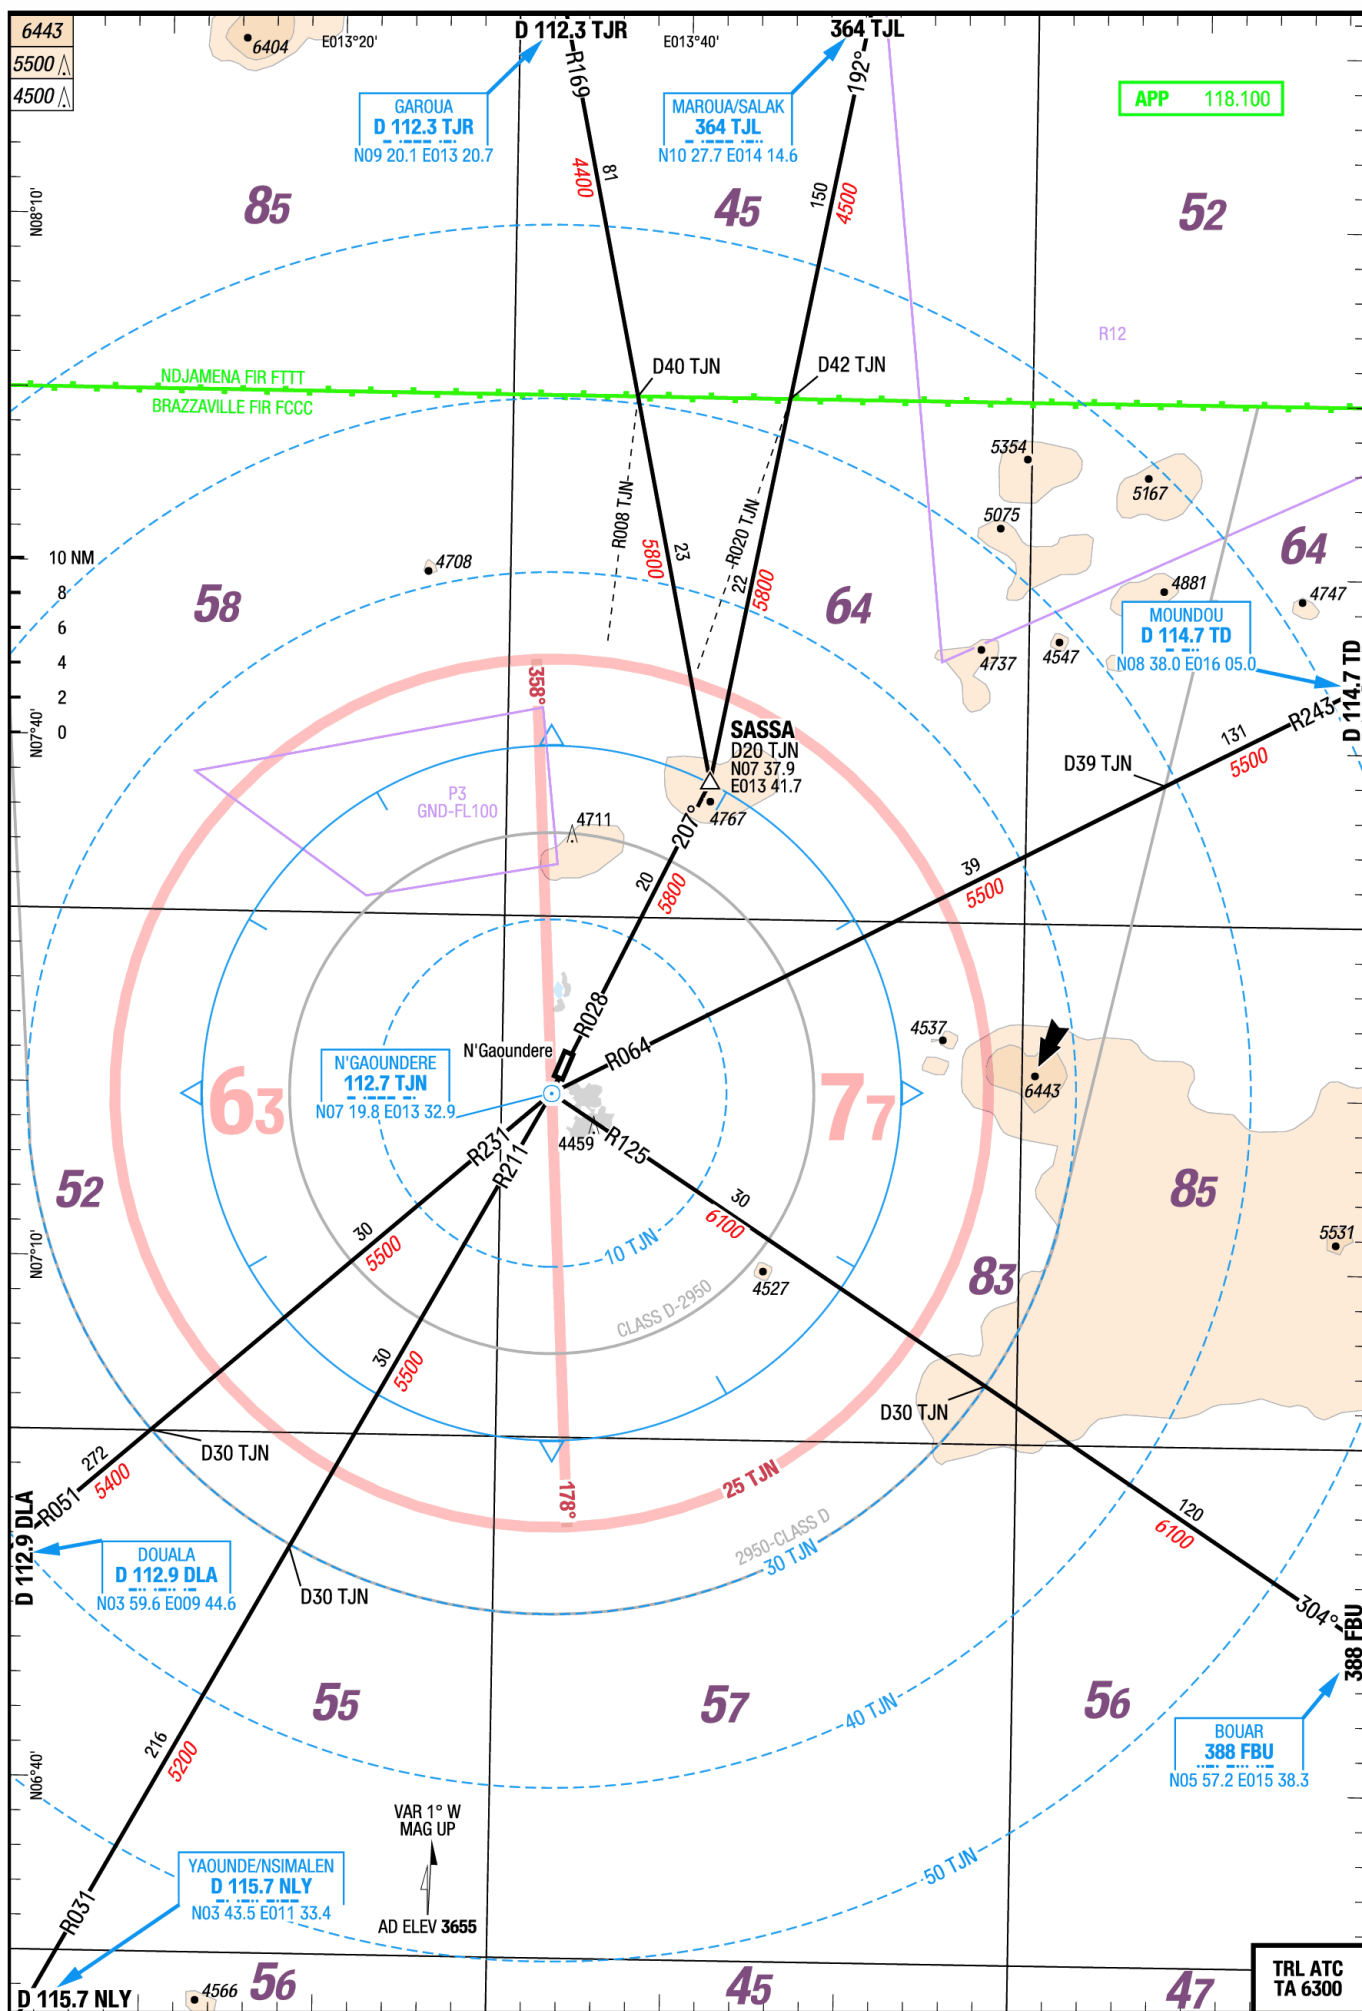 6443
5500
4500
6404
E013°20'
D 112.3 TJR
E013°40'
364 TJL
R169
192°
GAROUA
D 112.3 TJR
N09 20.1 E013 20.7
MAROUA/SALAK
364 TJL
N10 27.7 E014 14.6
APP 118.100
81
4400
150
4500
N08°10'
85
45
52
R12
D40 TJN
D42 TJN
NDJAMENA FIR FTTT
BRAZZAVILLE FIR FCCC
5354
5167
5075
R008 TJN
R020 TJN
23
5800
22
5800
10 NM
8
6
4
2
0
4708
58
64
64
4881
4747
MOUNDOU
D 114.7 TD
N08 38.0 E016 05.0
4737
4547
D 114.7 TD
N07°40'
358°
SASSA
D20 TJN
N07 37.9
E013 41.7
R243
131
5500
D39 TJN
P3
GND-FL100
4711
4767
207°
20
5800
39
5500
R028
R064
N'Gaoundere
4537
6443
N'GAOUNDERE
112.7 TJN
N07 19.8 E013 32.9
63
77
4459
R125
R231
R211
52
85
30
6100
30
5500
10 TJN
N07°10'
5531
83
4527
CLASS D-2950
30
5500
D30 TJN
D30 TJN
272
5400
R051
25 TJN
178°
120
6100
2950-CLASS D
30 TJN
D 112.9 DLA
DOUALA
D 112.9 DLA
N03 59.6 E009 44.6
D30 TJN
304°
388 FBU
55
57
56
40 TJN
216
5200
BOUAR
388 FBU
N05 57.2 E015 38.3
N06°40'
VAR 1° W
MAG UP
50 TJN
YAOUNDE/NSIMALEN
D 115.7 NLY
N03 43.5 E011 33.4
R031
AD ELEV 3655
D 115.7 NLY
4566
56
45
47
TRL ATC
TA 6300